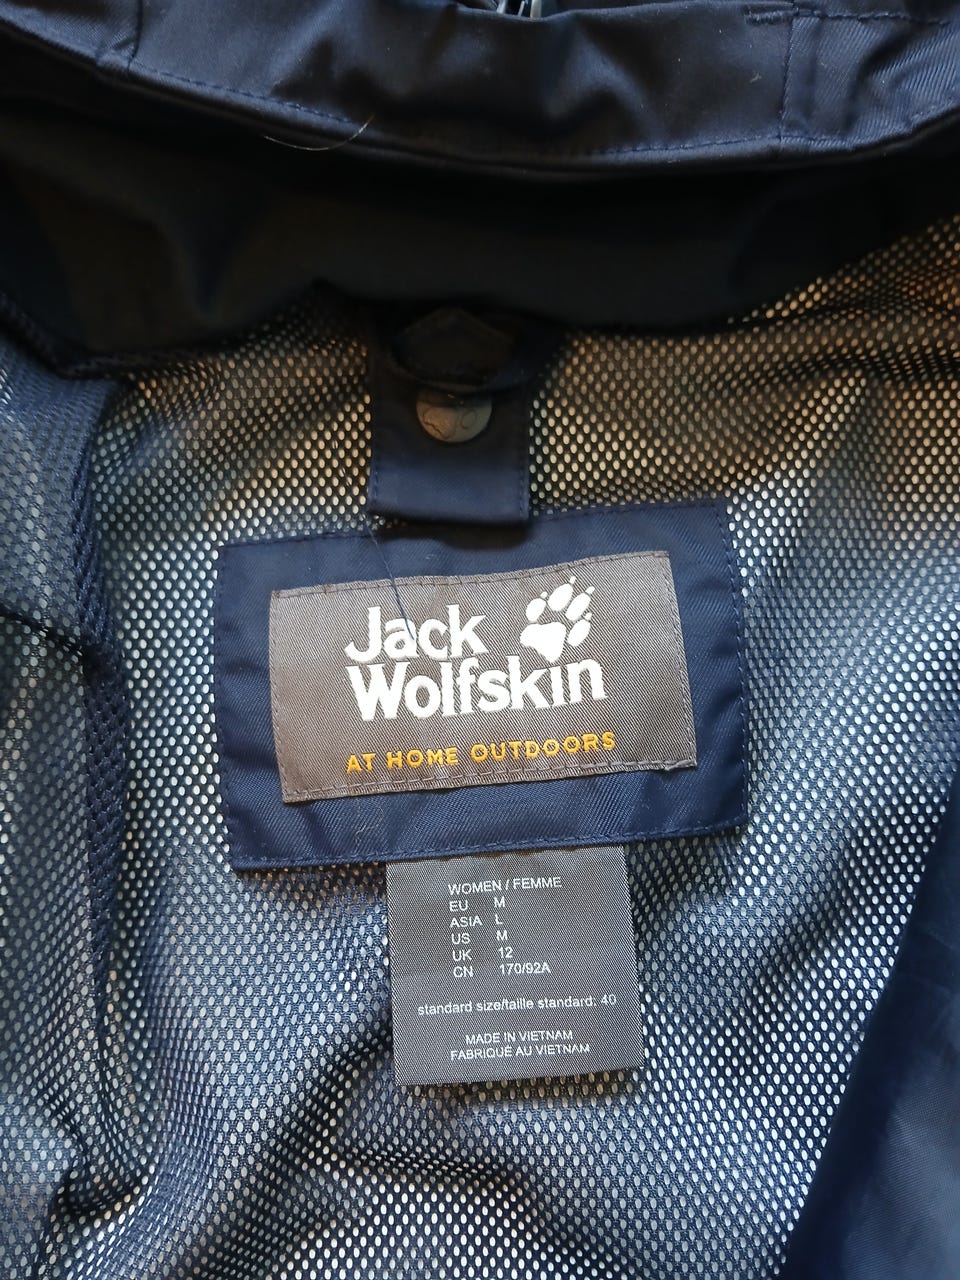 Jack
Wolfskin
AT HOME OUTDOORS
WOMEN / FEMME
EU M
ASIA L
US M
UK 12
CN 170/92A
standard size/taille standard: 40
MADE IN VIETNAM
FABRIQUÉ AU VIETNAM